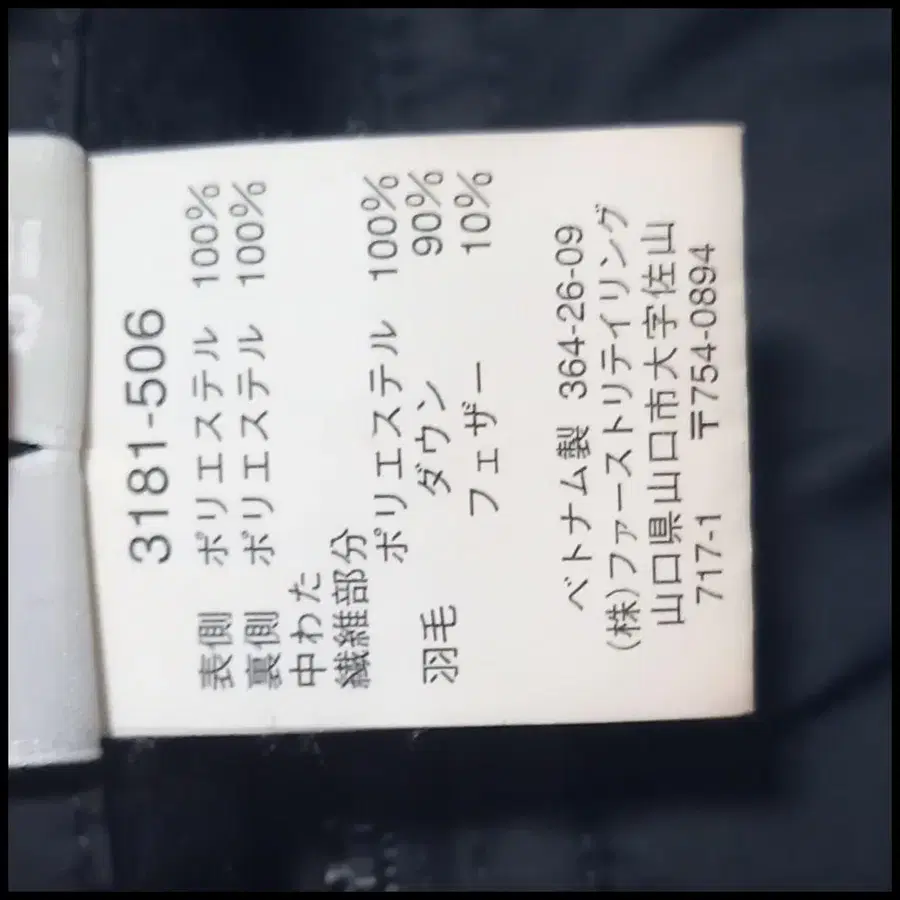 3181-506
表側 ポリエステル 100%
裏側 ポリエステル 100%
中わた
繊維部分
ポリエステル 100%
羽毛 ダウン 90%
フェザー 10%
ベトナム製 364-26-09
(株)ファーストリテイリング
山口県山口市大字佐山
717-1 〒754-0894